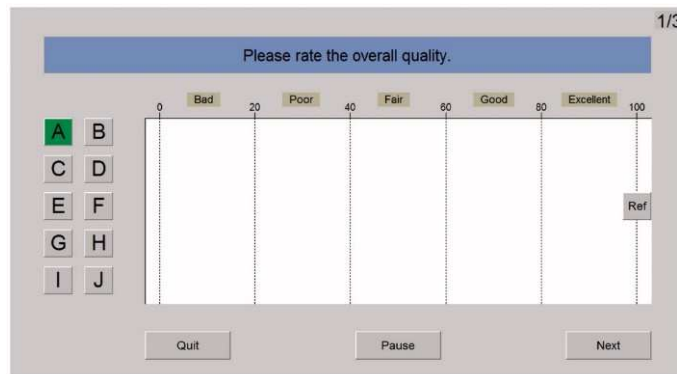 1/3
Please rate the overall quality.
Bad Poor Fair Good Excellent
0 20 40 60 80 100
A B
C D
E F
Ref
G H
I J
Quit Pause Next